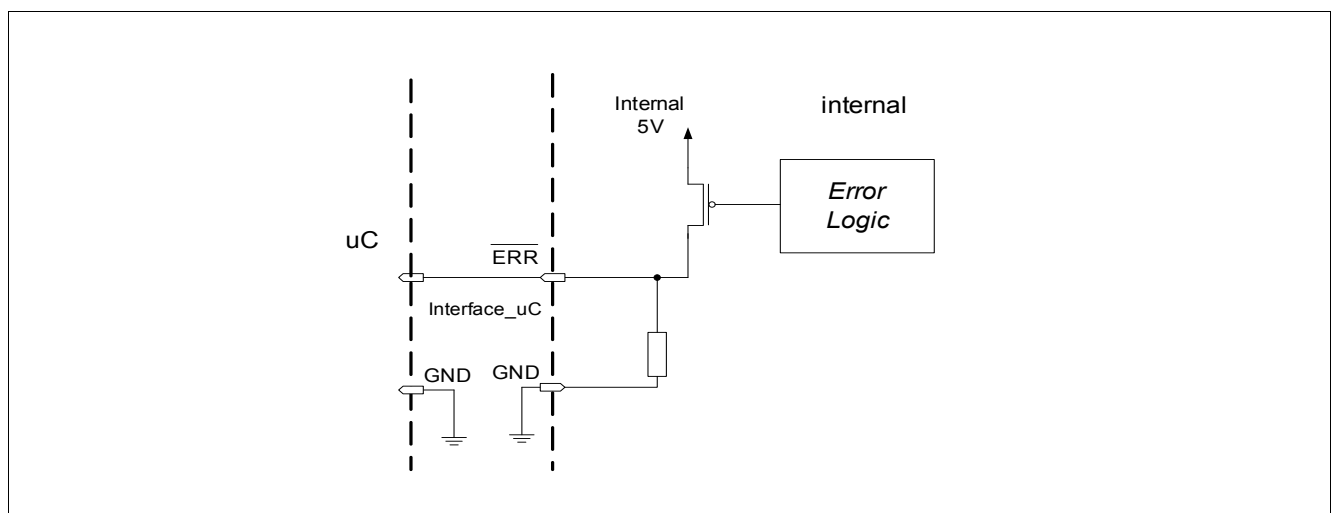 Internal
5V
internal
Error
Logic
uC
ERR
Interface_uC
GND
GND